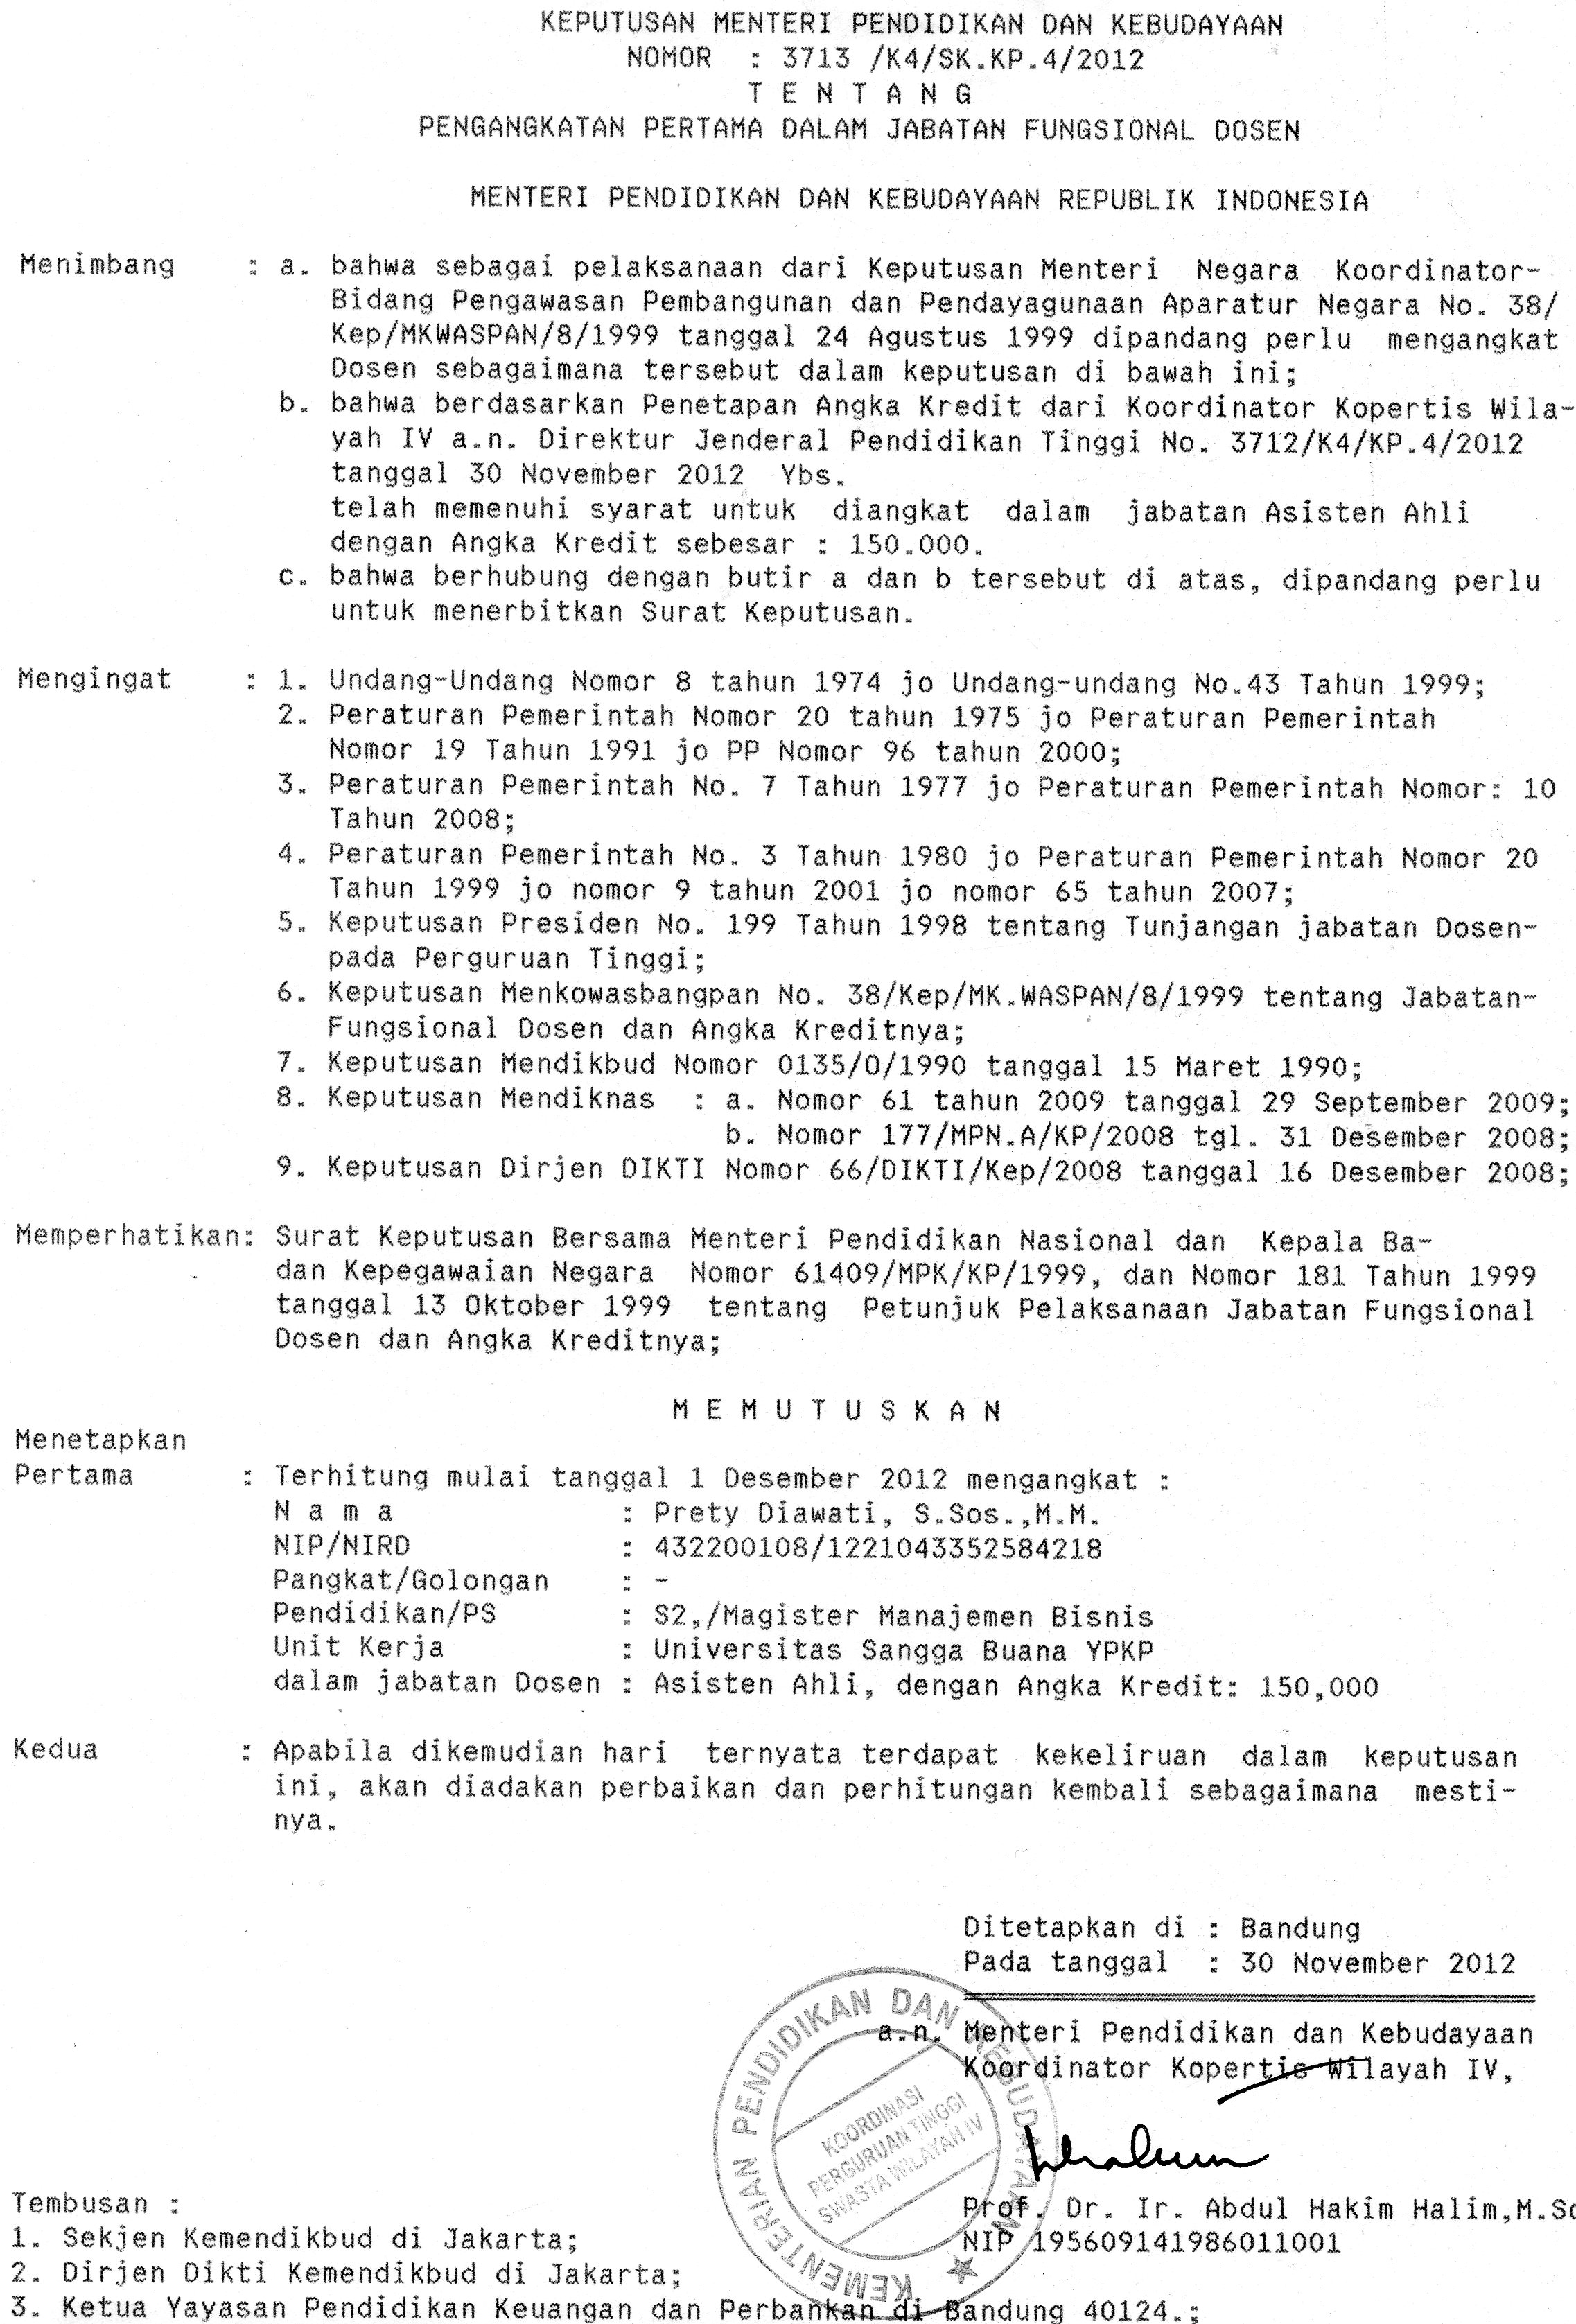 KEPUTUSAN MENTERI PENDIDIKAN DAN KEBUDAYAAN
NOMOR : 3713 /K4/SK.KP.4/2012
T E N T A N G
PENGANGKATAN PERTAMA DALAM JABATAN FUNGSIONAL DOSEN
MENTERI PENDIDIKAN DAN KEBUDAYAAN REPUBLIK INDONESIA
Menimbang : a. bahwa sebagai pelaksanaan dari Keputusan Menteri Negara Koordinator-
Bidang Pengawasan Pembangunan dan Pendayagunaan Aparatur Negara No. 38/
Kep/MKWASPAN/8/1999 tanggal 24 Agustus 1999 dipandang perlu mengangkat
Dosen sebagaimana tersebut dalam keputusan di bawah ini;
b. bahwa berdasarkan Penetapan Angka Kredit dari Koordinator Kopertis Wila-
yah IV a.n. Direktur Jenderal Pendidikan Tinggi No. 3712/K4/KP.4/2012
tanggal 30 November 2012 Ybs.
telah memenuhi syarat untuk diangkat dalam jabatan Asisten Ahli
dengan Angka Kredit sebesar : 150.000.
c. bahwa berhubung dengan butir a dan b tersebut di atas, dipandang perlu
untuk menerbitkan Surat Keputusan.
Mengingat : 1. Undang-Undang Nomor 8 tahun 1974 jo Undang-undang No.43 Tahun 1999;
2. Peraturan Pemerintah Nomor 20 tahun 1975 jo Peraturan Pemerintah
Nomor 19 Tahun 1991 jo PP Nomor 96 tahun 2000;
3. Peraturan Pemerintah No. 7 Tahun 1977 jo Peraturan Pemerintah Nomor: 10
Tahun 2008;
4. Peraturan Pemerintah No. 3 Tahun 1980 jo Peraturan Pemerintah Nomor 20
Tahun 1999 jo nomor 9 tahun 2001 jo nomor 65 tahun 2007;
5. Keputusan Presiden No. 199 Tahun 1998 tentang Tunjangan jabatan Dosen-
pada Perguruan Tinggi;
6. Keputusan Menkowasbangpan No. 38/Kep/MK.WASPAN/8/1999 tentang Jabatan-
Fungsional Dosen dan Angka Kreditnya;
7. Keputusan Mendikbud Nomor 0135/O/1990 tanggal 15 Maret 1990;
8. Keputusan Mendiknas : a. Nomor 61 tahun 2009 tanggal 29 September 2009;
b. Nomor 177/MPN.A/KP/2008 tgl. 31 Desember 2008;
9. Keputusan Dirjen DIKTI Nomor 66/DIKTI/Kep/2008 tanggal 16 Desember 2008;
Memperhatikan: Surat Keputusan Bersama Menteri Pendidikan Nasional dan Kepala Ba-
dan Kepegawaian Negara Nomor 61409/MPK/KP/1999, dan Nomor 181 Tahun 1999
tanggal 13 Oktober 1999 tentang Petunjuk Pelaksanaan Jabatan Fungsional
Dosen dan Angka Kreditnya;
M E M U T U S K A N
Menetapkan
Pertama : Terhitung mulai tanggal 1 Desember 2012 mengangkat :
N a m a : Prety Diawati, S.Sos.,M.M.
NIP/NIRD : 432200108/1221043352584218
Pangkat/Golongan : -
Pendidikan/PS : S2,/Magister Manajemen Bisnis
Unit Kerja : Universitas Sangga Buana YPKP
dalam jabatan Dosen : Asisten Ahli, dengan Angka Kredit: 150,000
Kedua : Apabila dikemudian hari ternyata terdapat kekeliruan dalam keputusan
ini, akan diadakan perbaikan dan perhitungan kembali sebagaimana mesti-
nya.
Ditetapkan di : Bandung
Pada tanggal : 30 November 2012
a.n. Menteri Pendidikan dan Kebudayaan
Koordinator Kopertis Wilayah IV,
KEMENTERIAN PENDIDIKAN DAN KEBUDAYAAN
KOORDINASI
PERGURUAN TINGGI
SWASTA WILAYAH IV
Prof. Dr. Ir. Abdul Hakim Halim,M.Sc
NIP 195609141986011001
Tembusan :
1. Sekjen Kemendikbud di Jakarta;
2. Dirjen Dikti Kemendikbud di Jakarta;
3. Ketua Yayasan Pendidikan Keuangan dan Perbankan di Bandung 40124.;